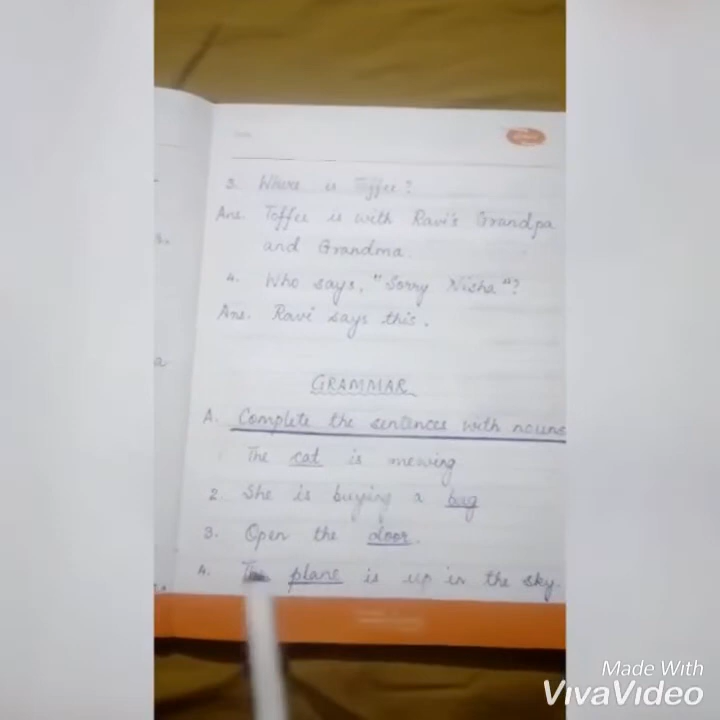 3. Where is Toffee?
Ans. Toffee is with Ravi's Grandpa
and Grandma
4. Who says, "Sorry Nisha"?
Ans. Ravi says this.
GRAMMAR
A. Complete the sentences with nouns
The cat is mewing
2. She is buying a bag
3. Open the door.
4. The plane is up in the sky.
Made With
VivaVideo